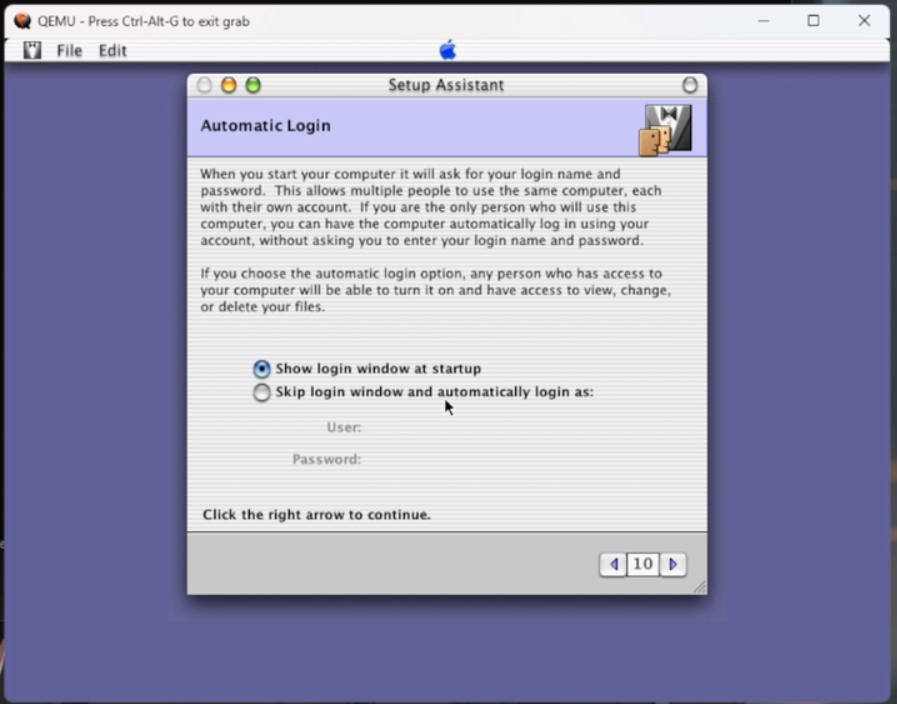 QEMU - Press Ctrl-Alt-G to exit grab
File Edit
Setup Assistant
Automatic Login
When you start your computer it will ask for your login name and
password. This allows multiple people to use the same computer, each
with their own account. If you are the only person who will use this
computer, you can have the computer automatically log in using your
account, without asking you to enter your login name and password.
If you choose the automatic login option, any person who has access to
your computer will be able to turn it on and have access to view, change,
or delete your files.
Show login window at startup
Skip login window and automatically login as:
User:
Password:
Click the right arrow to continue.
10